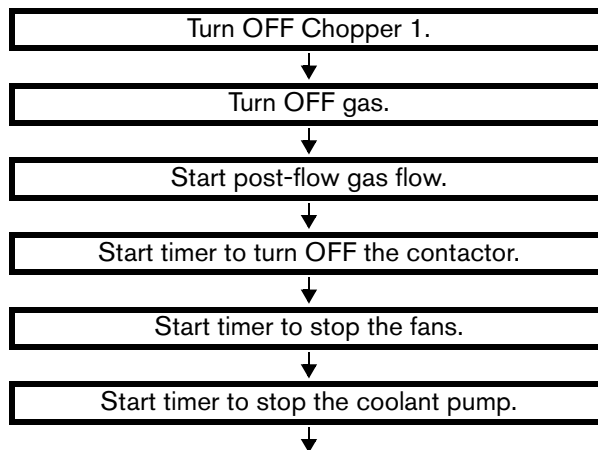 Turn OFF Chopper 1.
Turn OFF gas.
Start post-flow gas flow.
Start timer to turn OFF the contactor.
Start timer to stop the fans.
Start timer to stop the coolant pump.